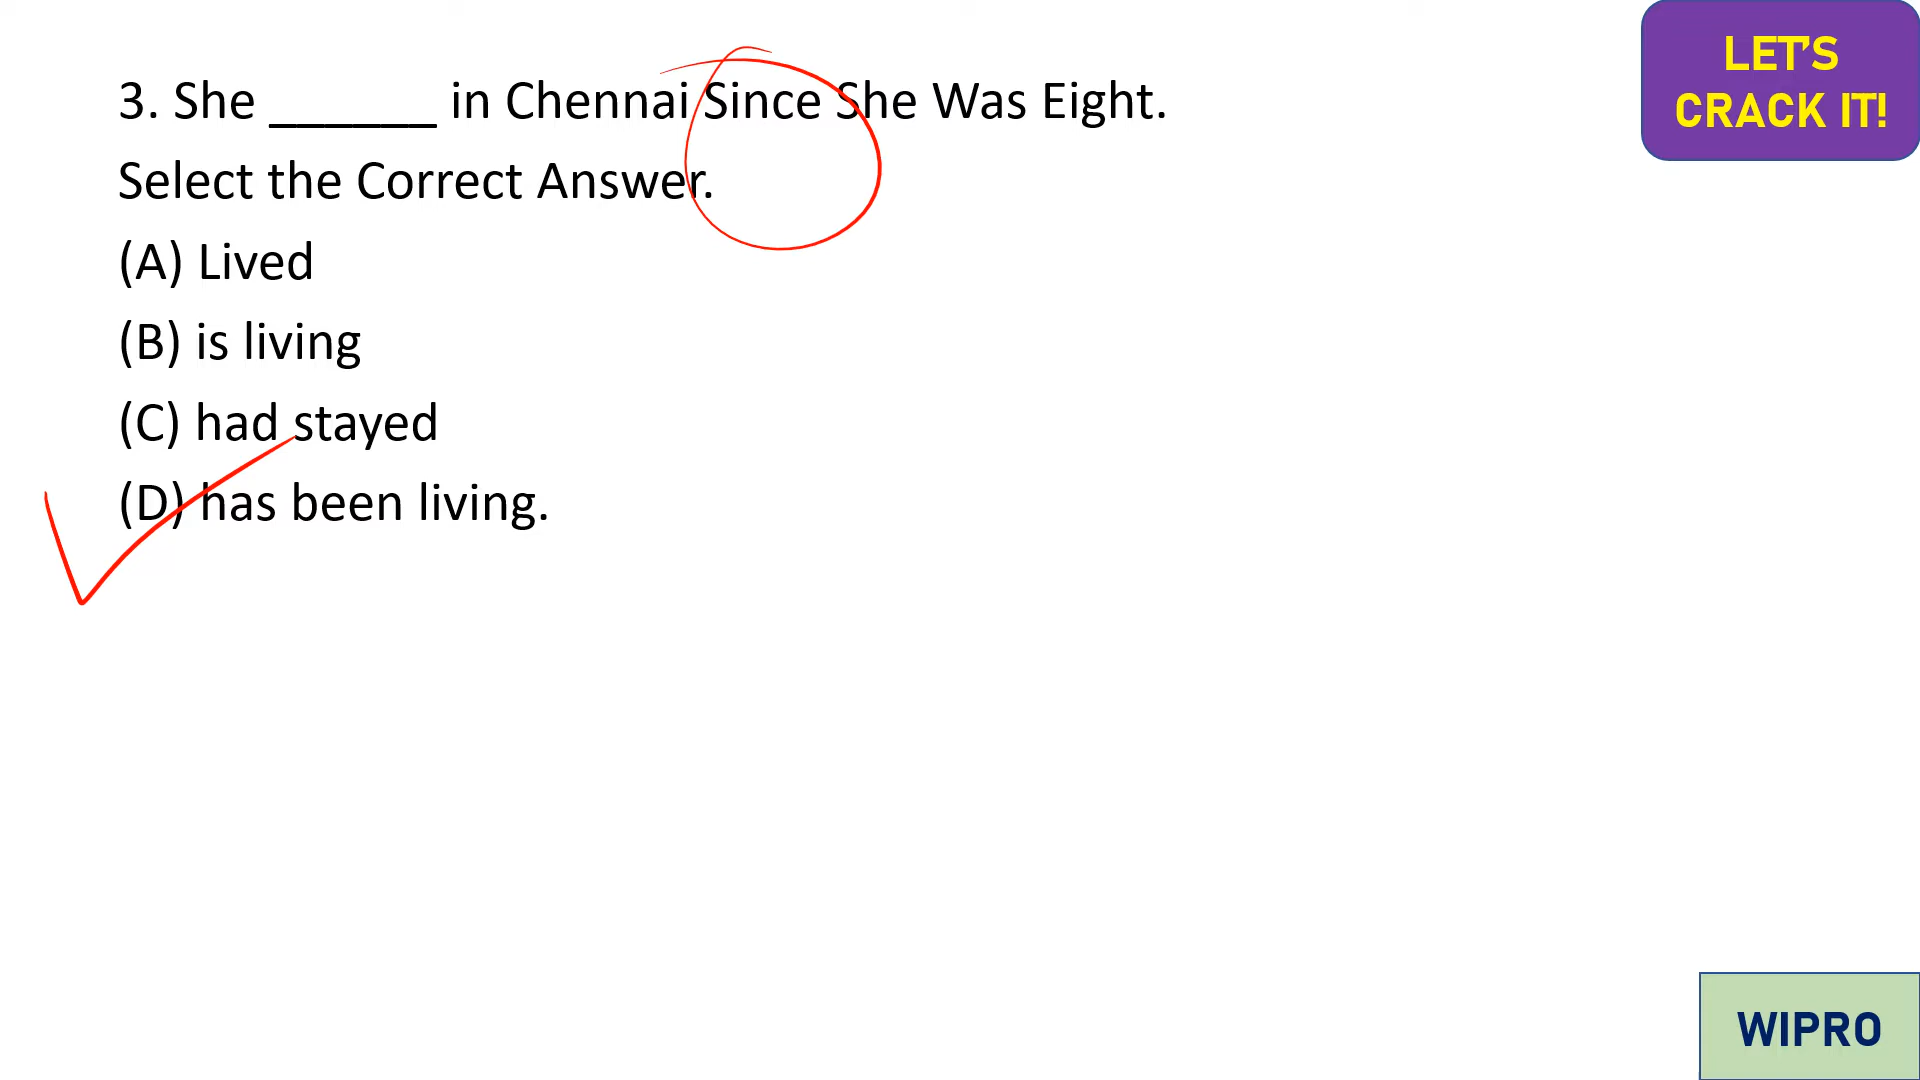 LET'S
CRACK IT!
3. She ______ in Chennai Since She Was Eight.
Select the Correct Answer.
(A) Lived
(B) is living
(C) had stayed
(D) has been living.
WIPRO